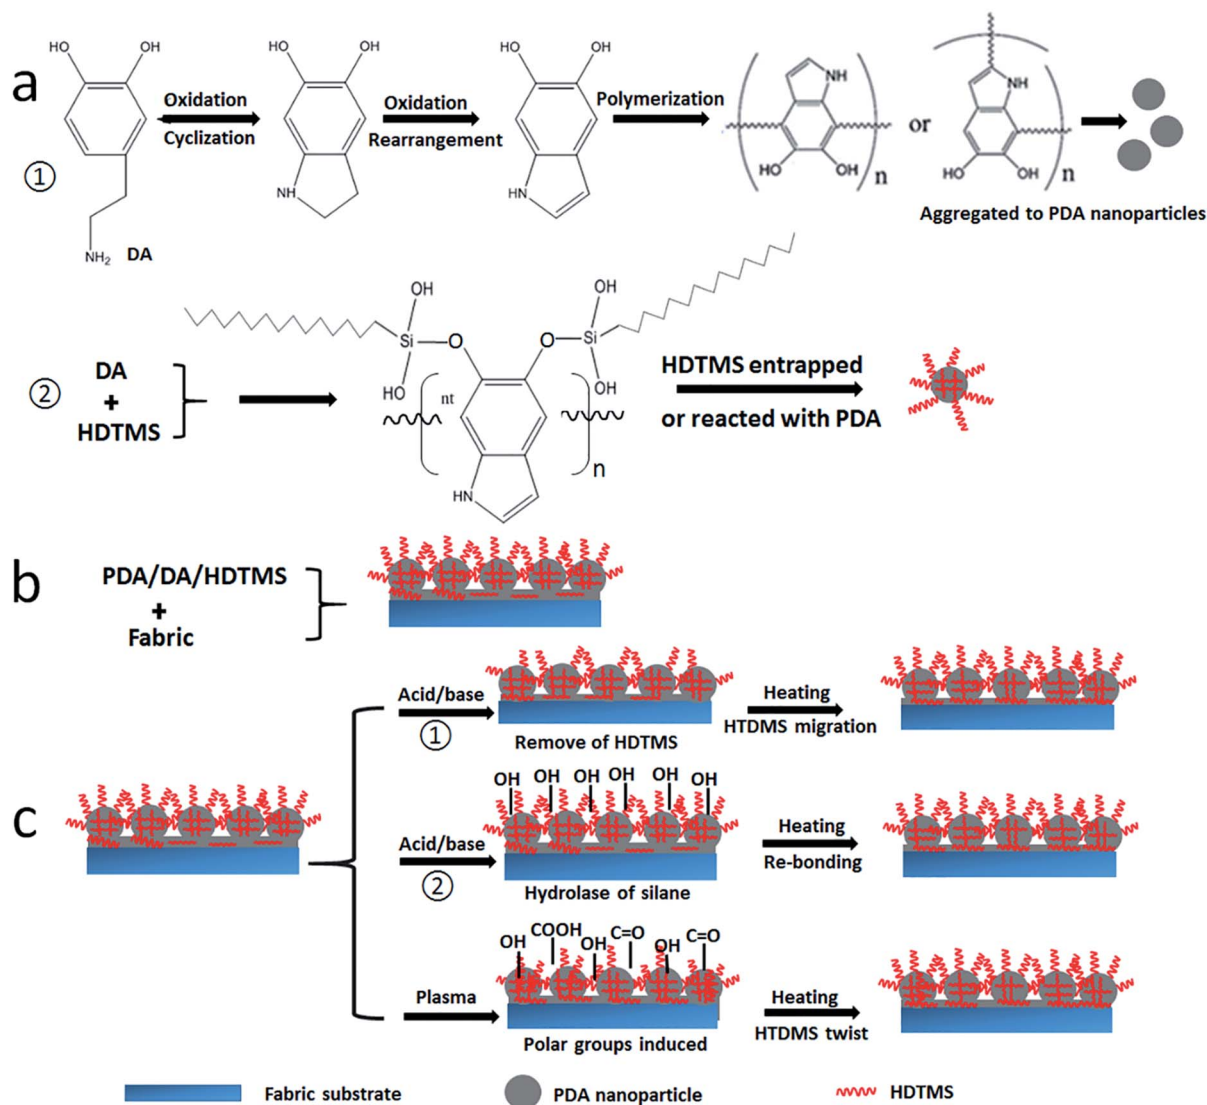 a
HO OH
HO OH
HO OH
NH
NH
Oxidation
Cyclization
Oxidation
Rearrangement
Polymerization
or
①
NH
HN
HO OH
n
HO OH
n
NH₂ DA
Aggregated to PDA nanoparticles
OH
OH
Si
O
O
Si
②
DA
+
HDTMS
HO
OH
nt
n
HN
HDTMS entrapped
or reacted with PDA
b
PDA/DA/HDTMS
+
Fabric
c
Acid/base
①
Remove of HDTMS
Heating
HTDMS migration
OH OH OH OH OH OH
Acid/base
②
Hydrolase of silane
Heating
Re-bonding
OH COOH OH C=O OH C=O
Plasma
Polar groups induced
Heating
HTDMS twist
Fabric substrate
PDA nanoparticle
HDTMS